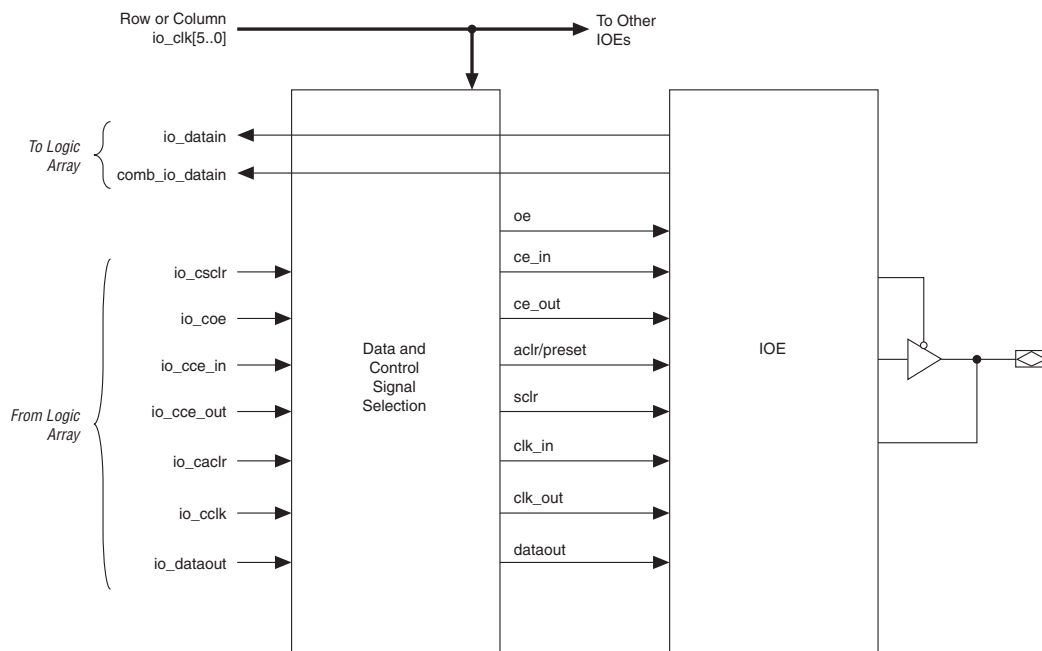 Row or Column
io_clk[5..0]
To Other
IOEs
To Logic
Array
io_datain
comb_io_datain
oe
ce_in
ce_out
aclr/preset
sclr
clk_in
clk_out
dataout
From Logic
Array
io_csclr
io_coe
io_cce_in
io_cce_out
io_caclr
io_cclk
io_dataout
Data and
Control
Signal
Selection
IOE